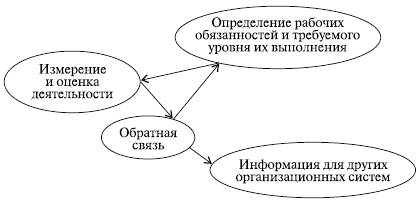 Определение рабочих
обязанностей и требуемого
уровня их выполнения
Измерение
и оценка
деятельности
Обратная
связь
Информация для других
организационных систем